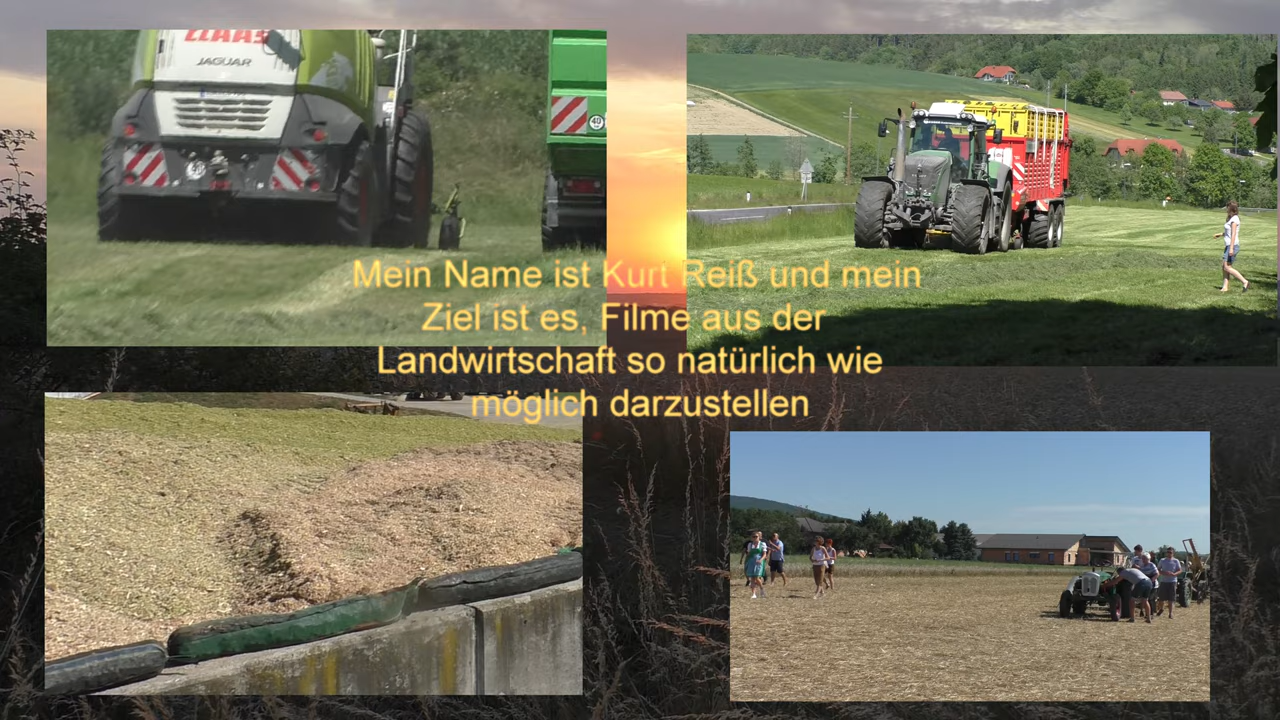 CLAAS
JAGUAR
40
Mein Name ist Kurt Reiß und mein
Ziel ist es, Filme aus der
Landwirtschaft so natürlich wie
möglich darzustellen